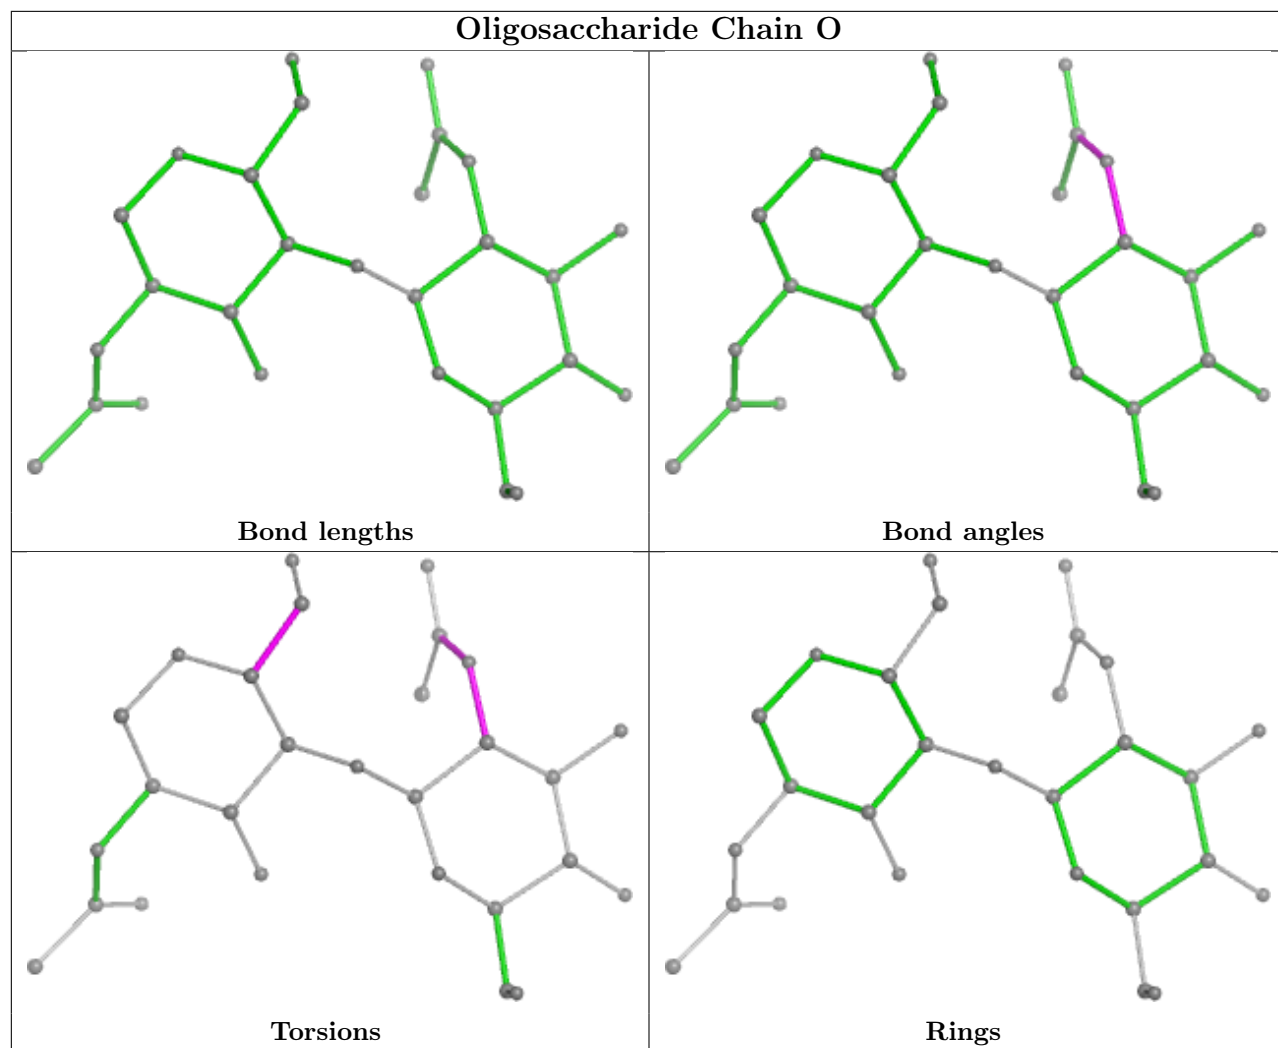 Oligosaccharide Chain O
Bond lengths
Bond angles
Torsions
Rings